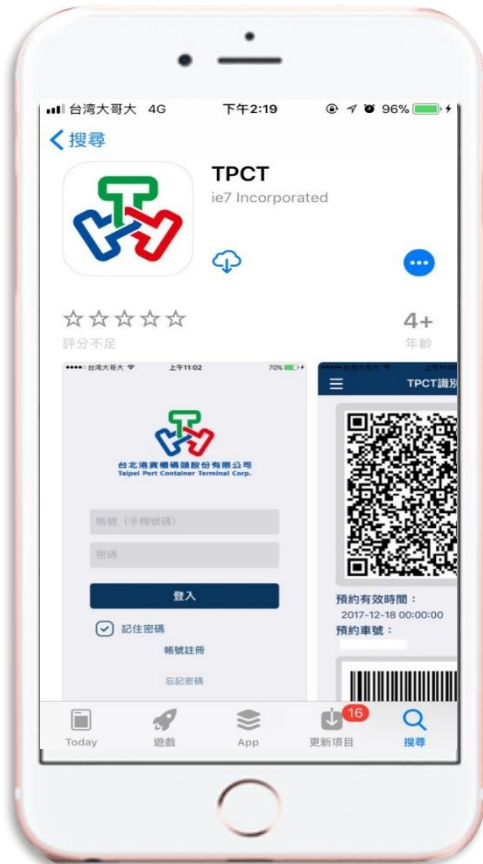 台湾大哥大 4G 下午2:19 96%
搜尋
TPCT
ie7 Incorporated
評分不足
4+
年齡
台湾大哥大 上午11:02 70%
台北港貨櫃碼頭股份有限公司
Taipei Port Container Terminal Corp.
帳號 (手機號碼)
密碼
登入
記住密碼
帳號註冊
忘記密碼
TPCT識別
預約有效時間：
2017-12-18 00:00:00
預約車號：
Today 遊戲 App 更新項目 16 搜尋